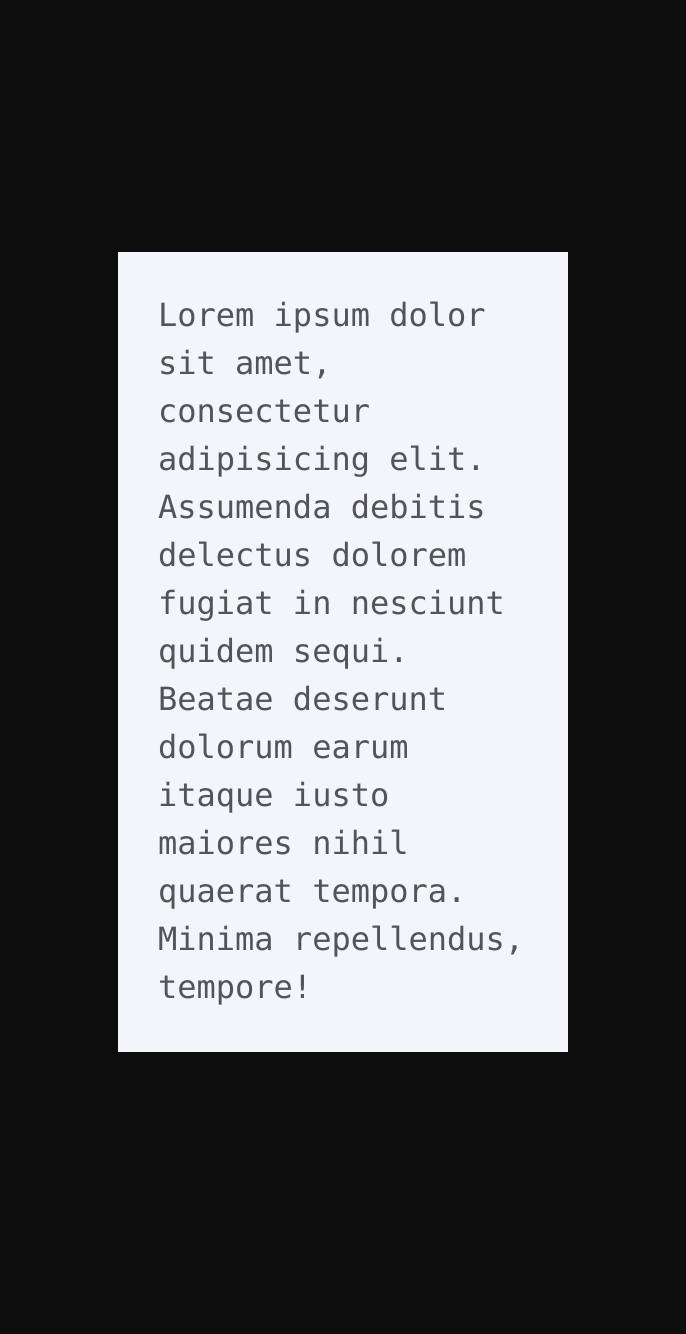 Lorem ipsum dolor
sit amet,
consectetur
adipisicing elit.
Assumenda debitis
delectus dolorem
fugiat in nesciunt
quidem sequi.
Beatae deserunt
dolorum earum
itaque iusto
maiores nihil
quaerat tempora.
Minima repellendus,
tempore!